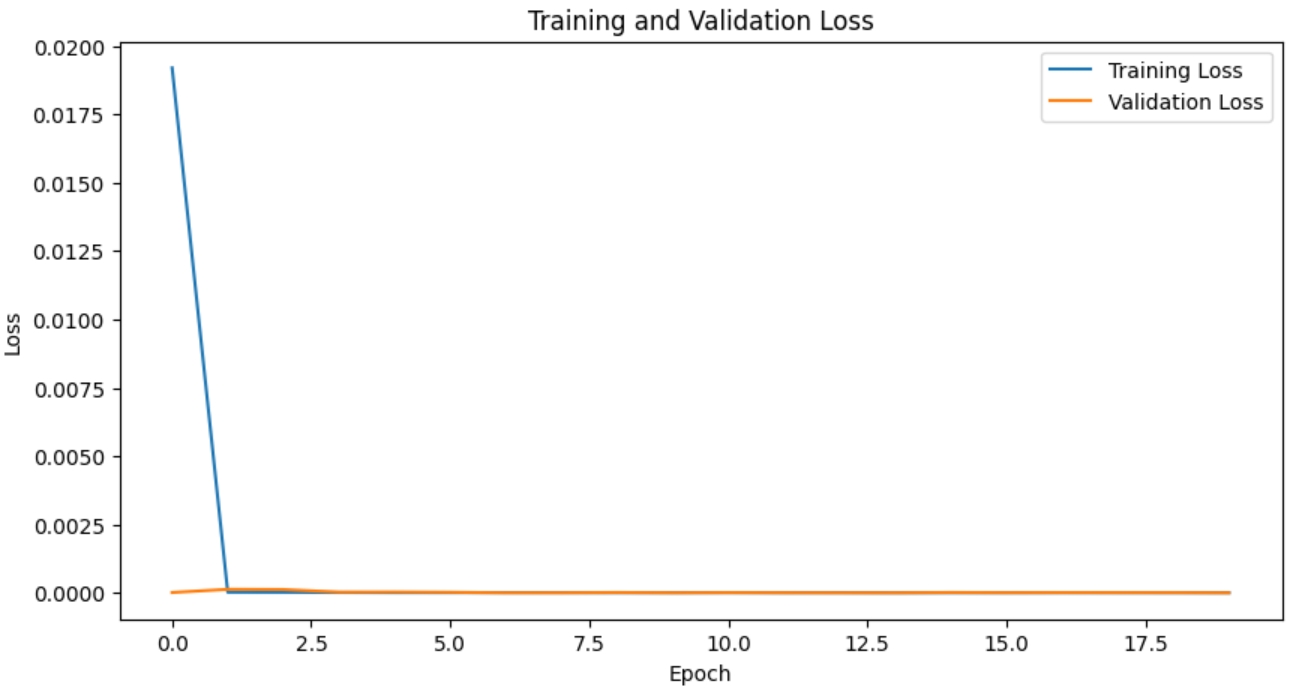 Training and Validation Loss
Training Loss
Validation Loss
0.0200
0.0175
0.0150
0.0125
0.0100
0.0075
0.0050
0.0025
0.0000
Loss
0.0 2.5 5.0 7.5 10.0 12.5 15.0 17.5
Epoch